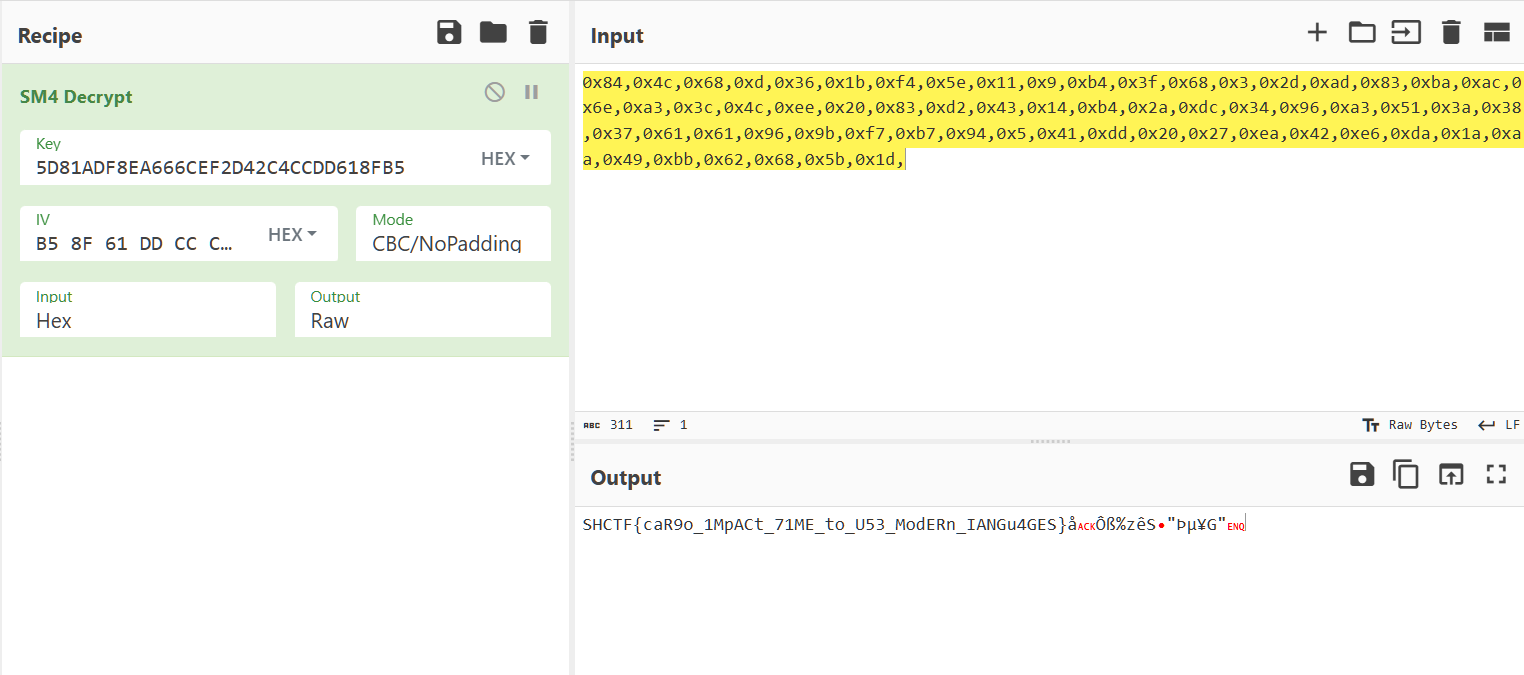 Recipe
SM4 Decrypt
Key
5D81ADF8EA666CEF2D42C4CCDD618FB5
HEX
IV
B5 8F 61 DD CC C…
HEX
Mode
CBC/NoPadding
Input
Hex
Output
Raw
Input
0x84,0x4c,0x68,0xd,0x36,0x1b,0xf4,0x5e,0x11,0x9,0xb4,0x3f,0x68,0x3,0x2d,0xad,0x83,0xba,0xac,0
x6e,0xa3,0x3c,0x4c,0xee,0x20,0x83,0xd2,0x43,0x14,0xb4,0x2a,0xdc,0x34,0x96,0xa3,0x51,0x3a,0x38
,0x37,0x61,0x61,0x96,0x9b,0xf7,0xb7,0x94,0x5,0x41,0xdd,0x20,0x27,0xea,0x42,0xe6,0xda,0x1a,0xa
a,0x49,0xbb,0x62,0x68,0x5b,0x1d,
ABC 311 1
Raw Bytes LF
Output
SHCTF{caR9o_1MpACt_71ME_to_U53_ModERn_IANGu4GES}åACKÔß%zêS•"Þµ¥G"ENQ